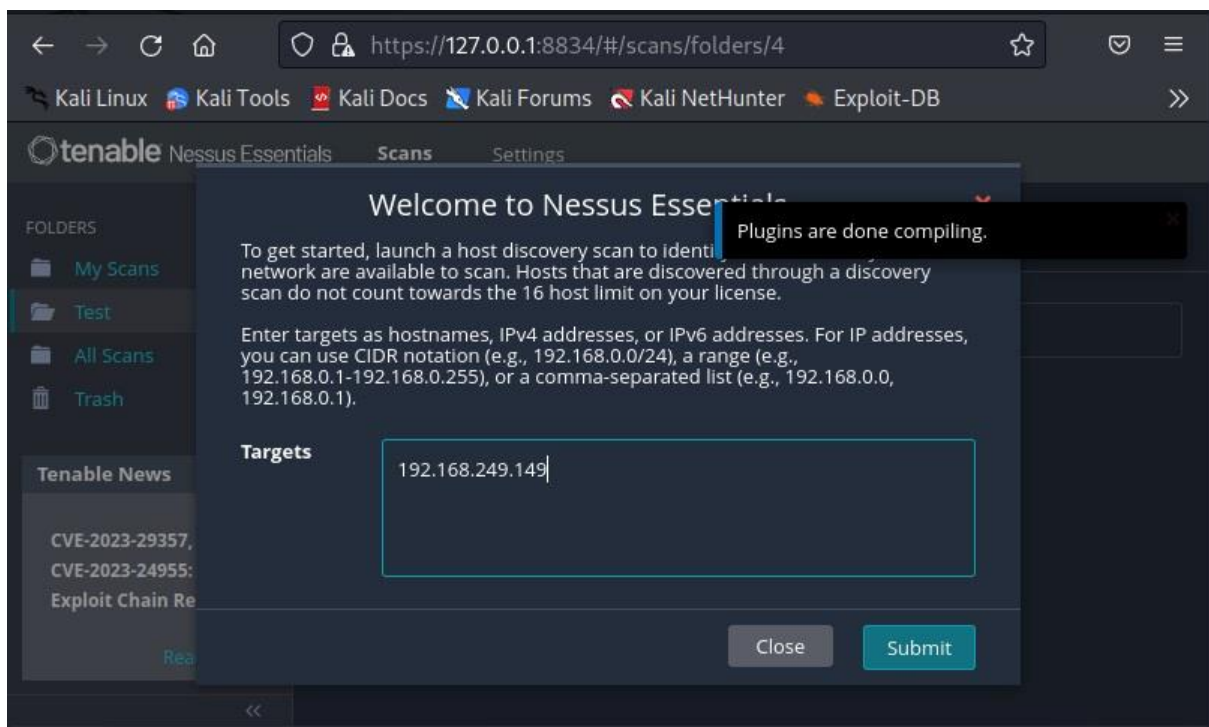 https://127.0.0.1:8834/#/scans/folders/4
Kali Linux Kali Tools Kali Docs Kali Forums Kali NetHunter Exploit-DB »
tenable Nessus Essentials Scans Settings
Welcome to Nessus
Plugins are done compiling.
FOLDERS
My Scans
Test
All Scans
Trash
To get started, launch a host discovery scan to
network are available to scan. Hosts that are discovered through a discovery
scan do not count towards the 16 host limit on your license.
Enter targets as hostnames, IPv4 addresses, or IPv6 addresses. For IP addresses,
you can use CIDR notation (e.g., 192.168.0.0/24), a range (e.g.,
192.168.0.1-192.168.0.255), or a comma-separated list (e.g., 192.168.0.0,
192.168.0.1).
Targets
192.168.249.149
Tenable News
CVE-2023-29357,
CVE-2023-24955:
Exploit Chain Re
Rea
Close Submit
«